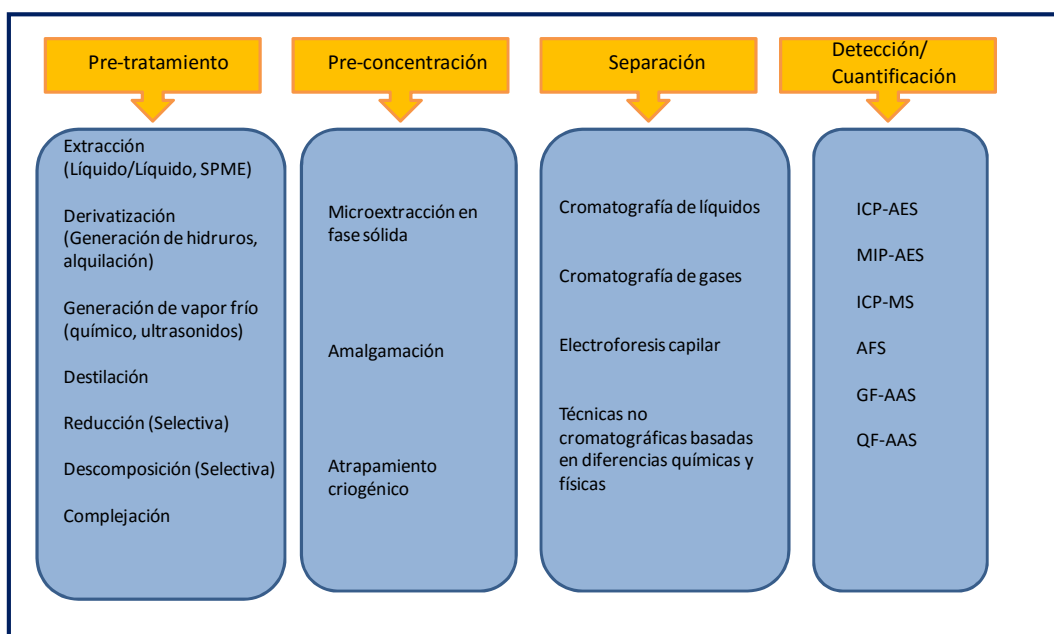 Pre-tratamiento
Extracción
(Líquido/Líquido, SPME)
Derivatización
(Generación de hidruros,
alquilación)
Generación de vapor frío
(químico, ultrasonidos)
Destilación
Reducción (Selectiva)
Descomposición (Selectiva)
Complejación
Pre-concentración
Microextracción en
fase sólida
Amalgamación
Atrapamiento
criogénico
Separación
Cromatografía de líquidos
Cromatografía de gases
Electroforesis capilar
Técnicas no
cromatográficas basadas
en diferencias químicas y
físicas
Detección/
Cuantificación
ICP-AES
MIP-AES
ICP-MS
AFS
GF-AAS
QF-AAS